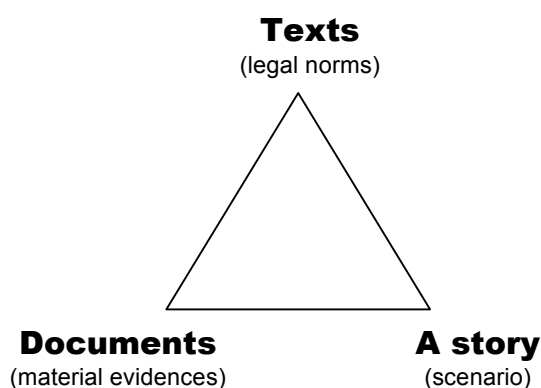 Texts
(legal norms)
Documents
(material evidences)
A story
(scenario)